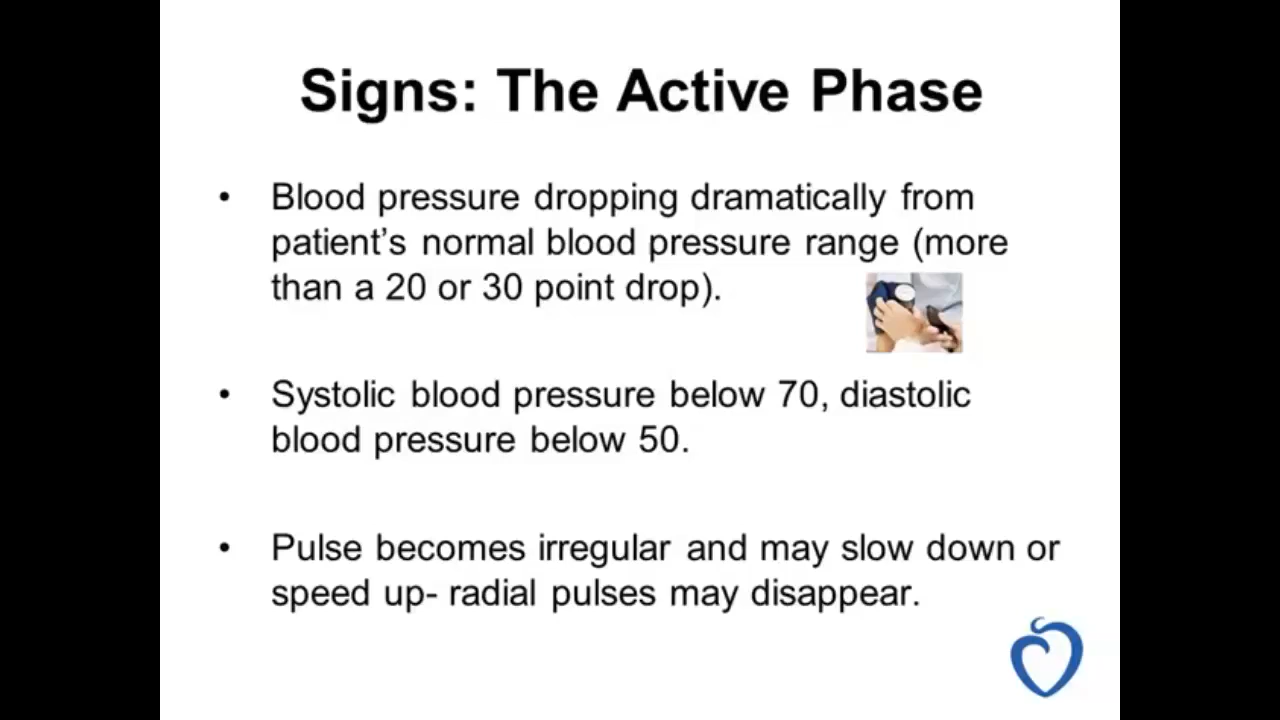 Signs: The Active Phase
• Blood pressure dropping dramatically from
patient’s normal blood pressure range (more
than a 20 or 30 point drop).
• Systolic blood pressure below 70, diastolic
blood pressure below 50.
• Pulse becomes irregular and may slow down or
speed up- radial pulses may disappear.